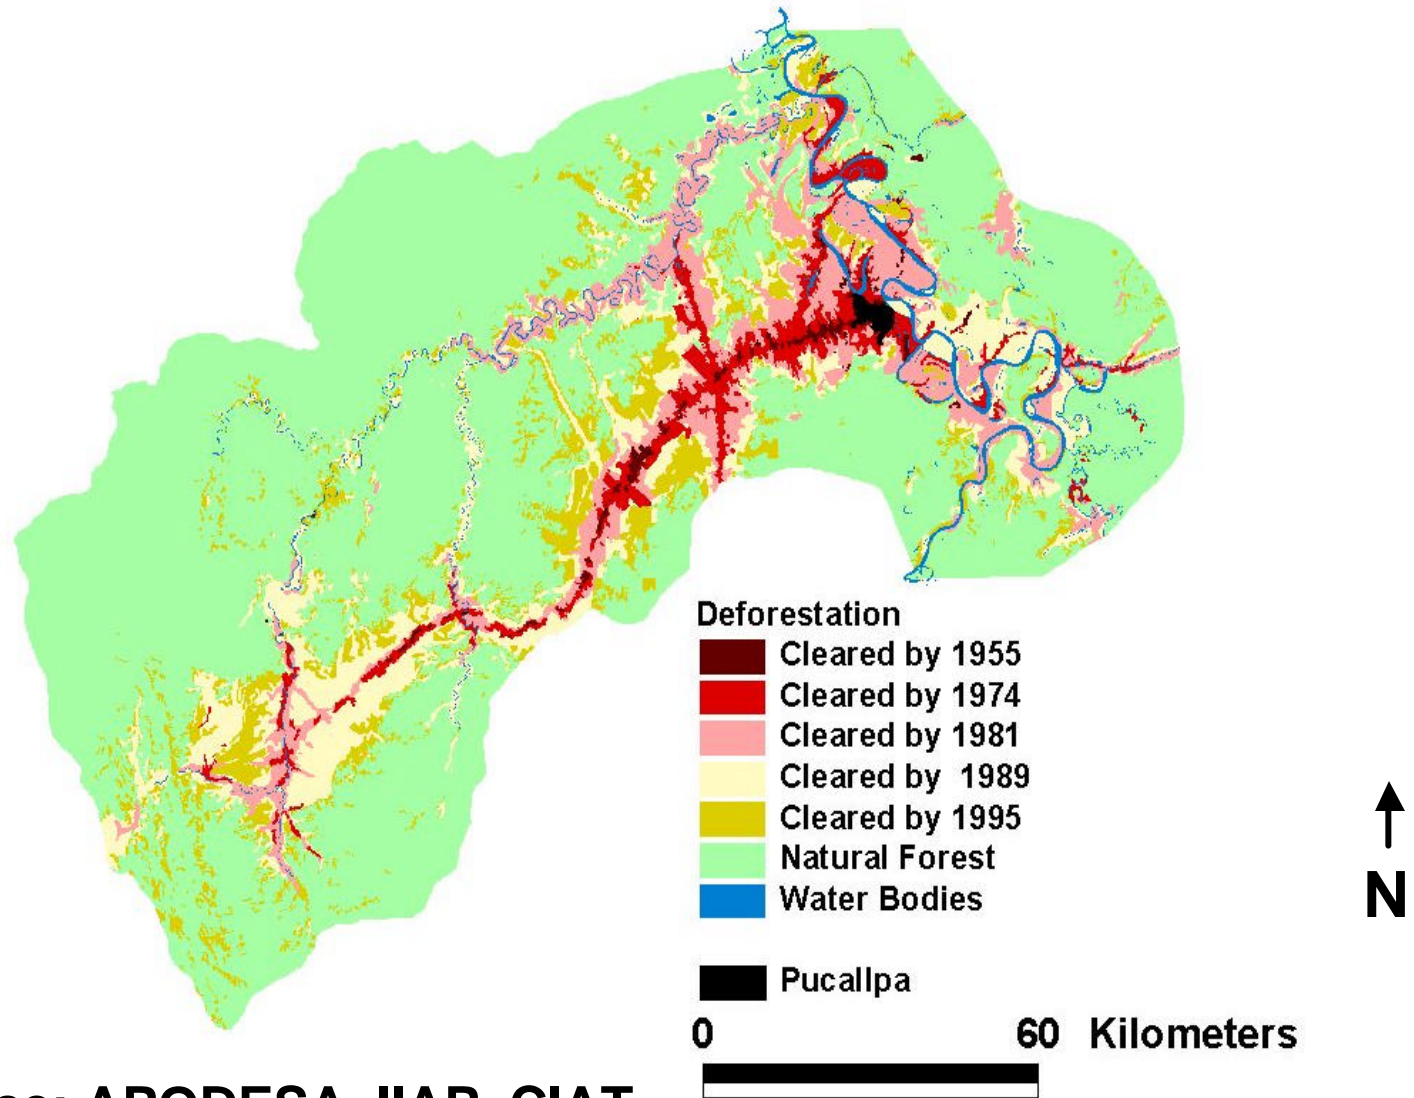 Deforestation
Cleared by 1955
Cleared by 1974
Cleared by 1981
Cleared by 1989
Cleared by 1995
Natural Forest
Water Bodies
N
Pucallpa
0 60 Kilometers
CIAT